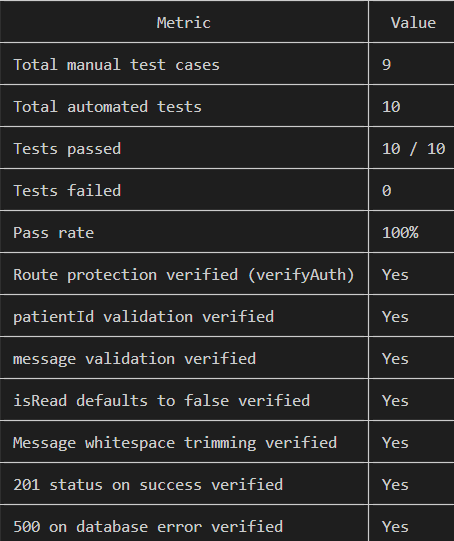 Metric Value
Total manual test cases 9
Total automated tests 10
Tests passed 10 / 10
Tests failed 0
Pass rate 100%
Route protection verified (verifyAuth) Yes
patientId validation verified Yes
message validation verified Yes
isRead defaults to false verified Yes
Message whitespace trimming verified Yes
201 status on success verified Yes
500 on database error verified Yes